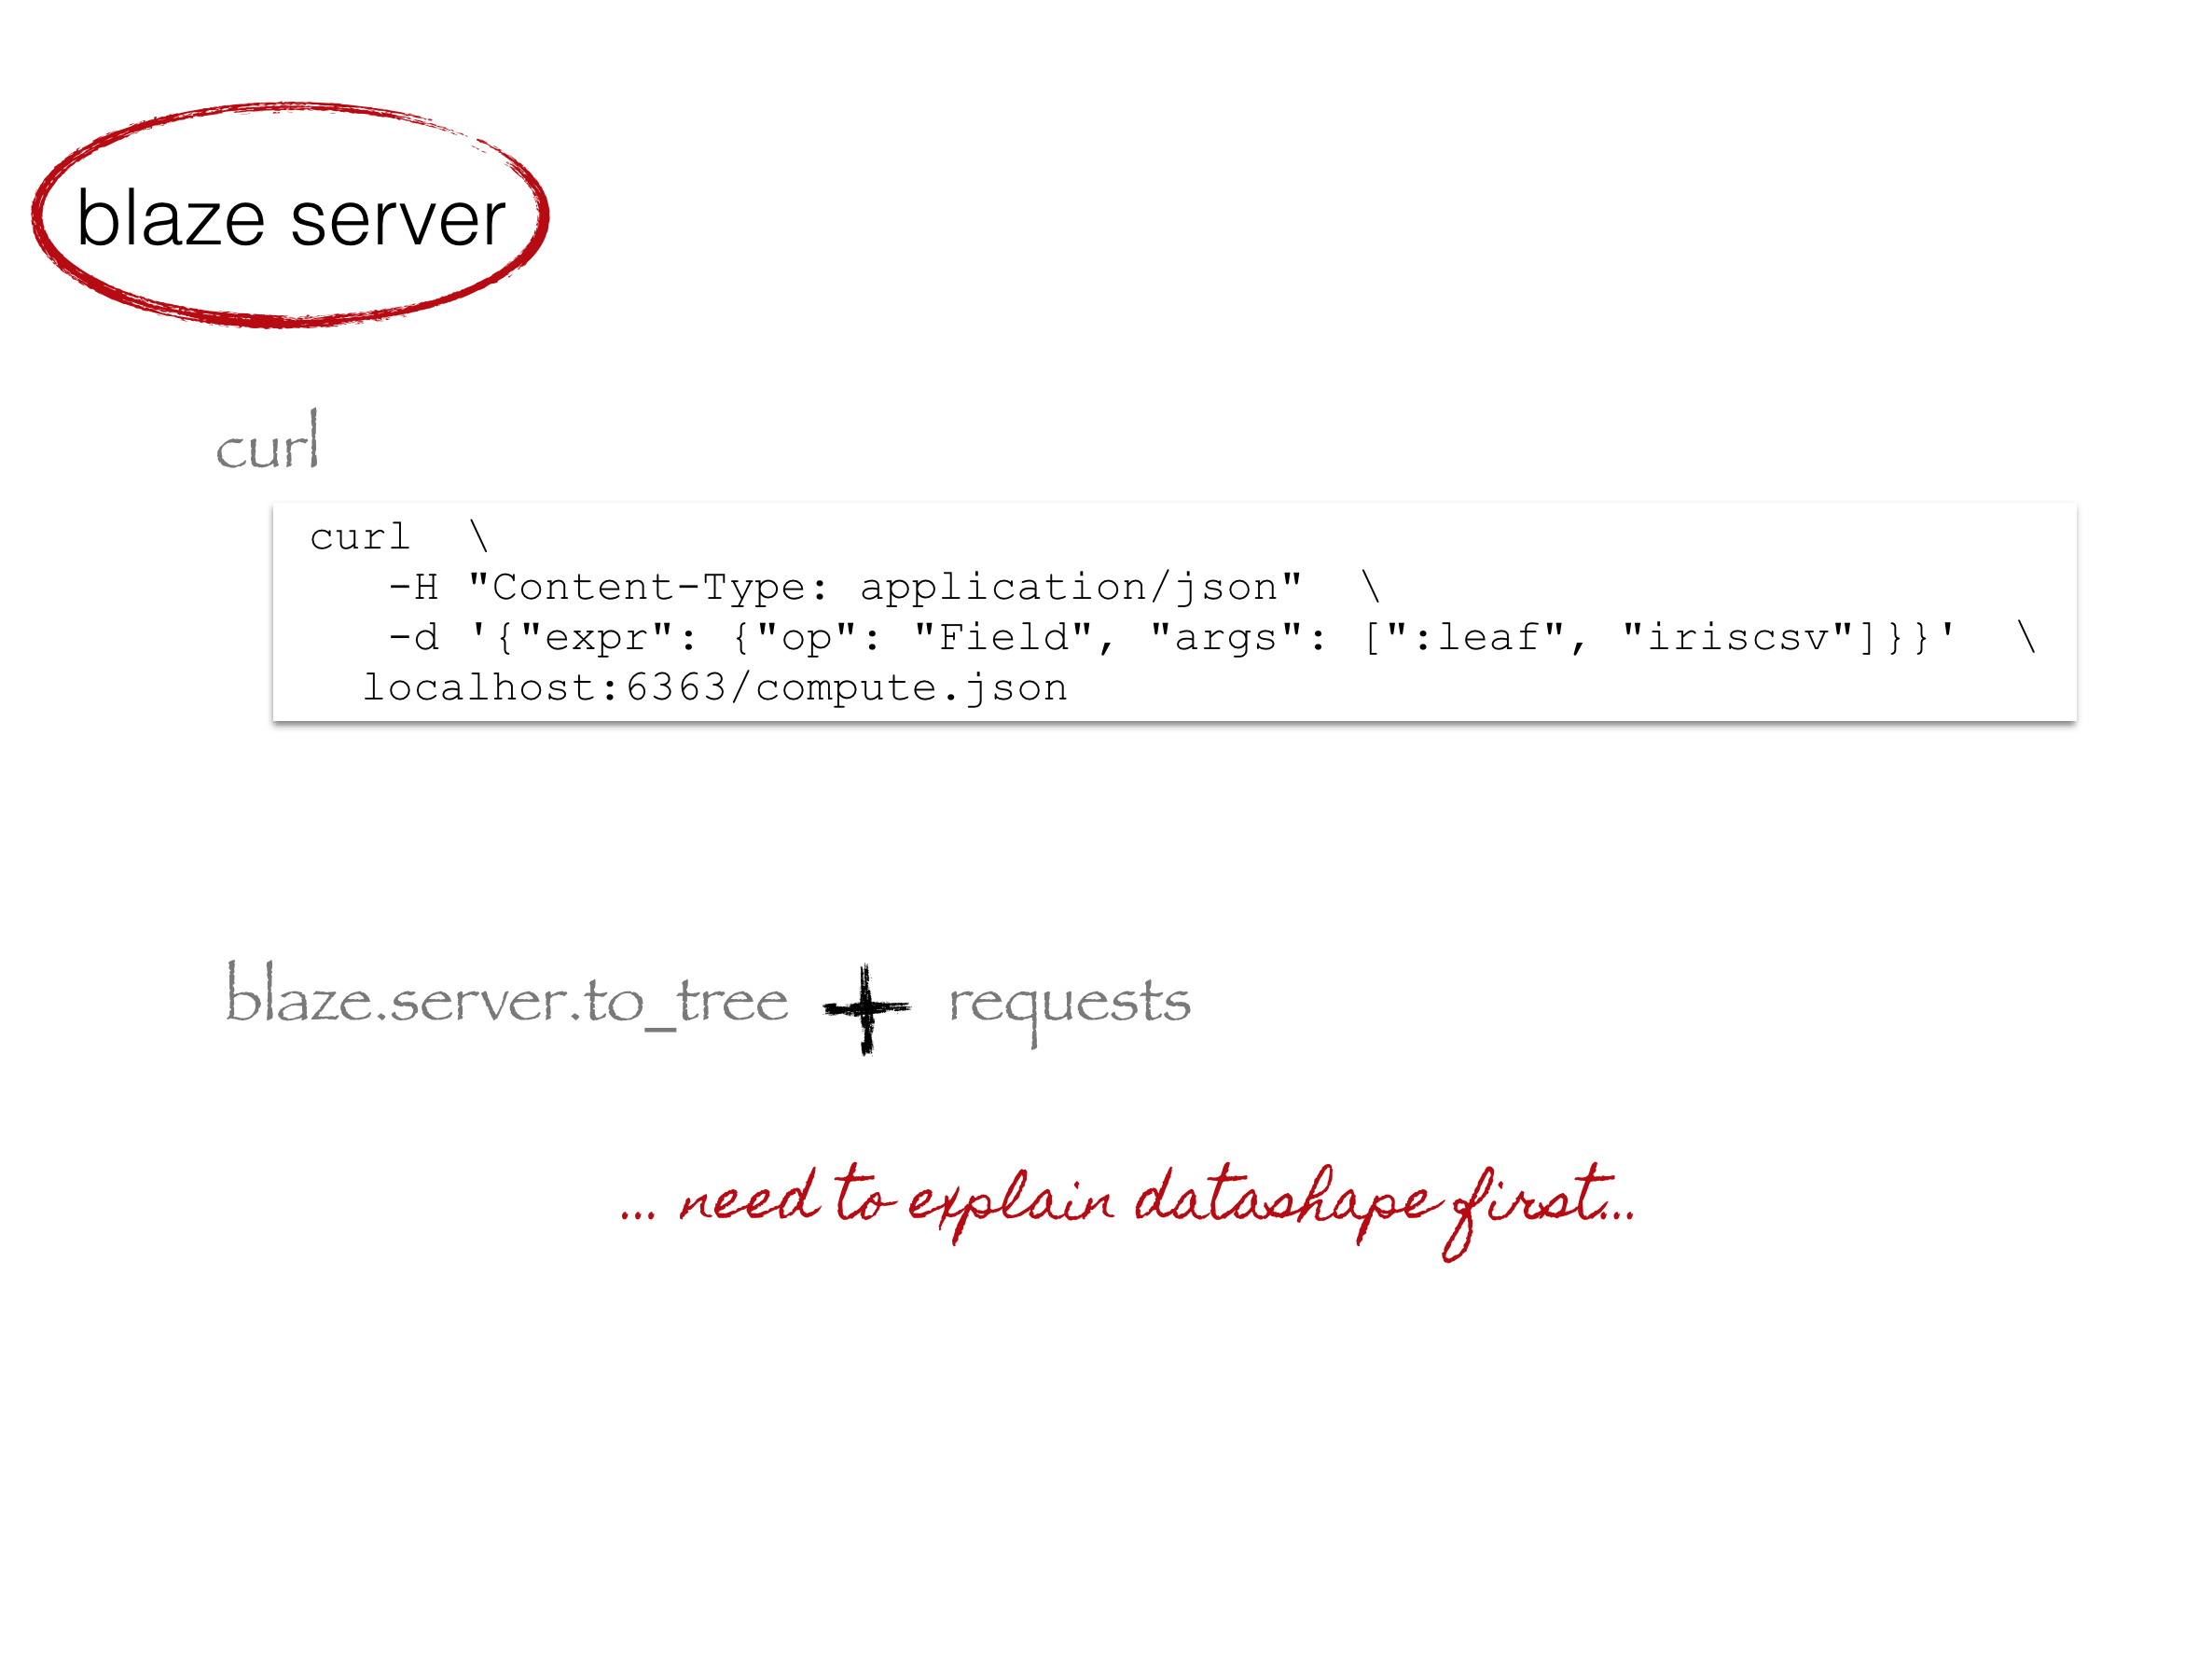 blaze server
curl
curl  \
   -H "Content-Type: application/json"  \
   -d '{"expr": {"op": "Field", "args": [":leaf", "iriscsv"]}}'  \
  localhost:6363/compute.json
blaze.server.to_tree + requests
... need to explain datashape first...